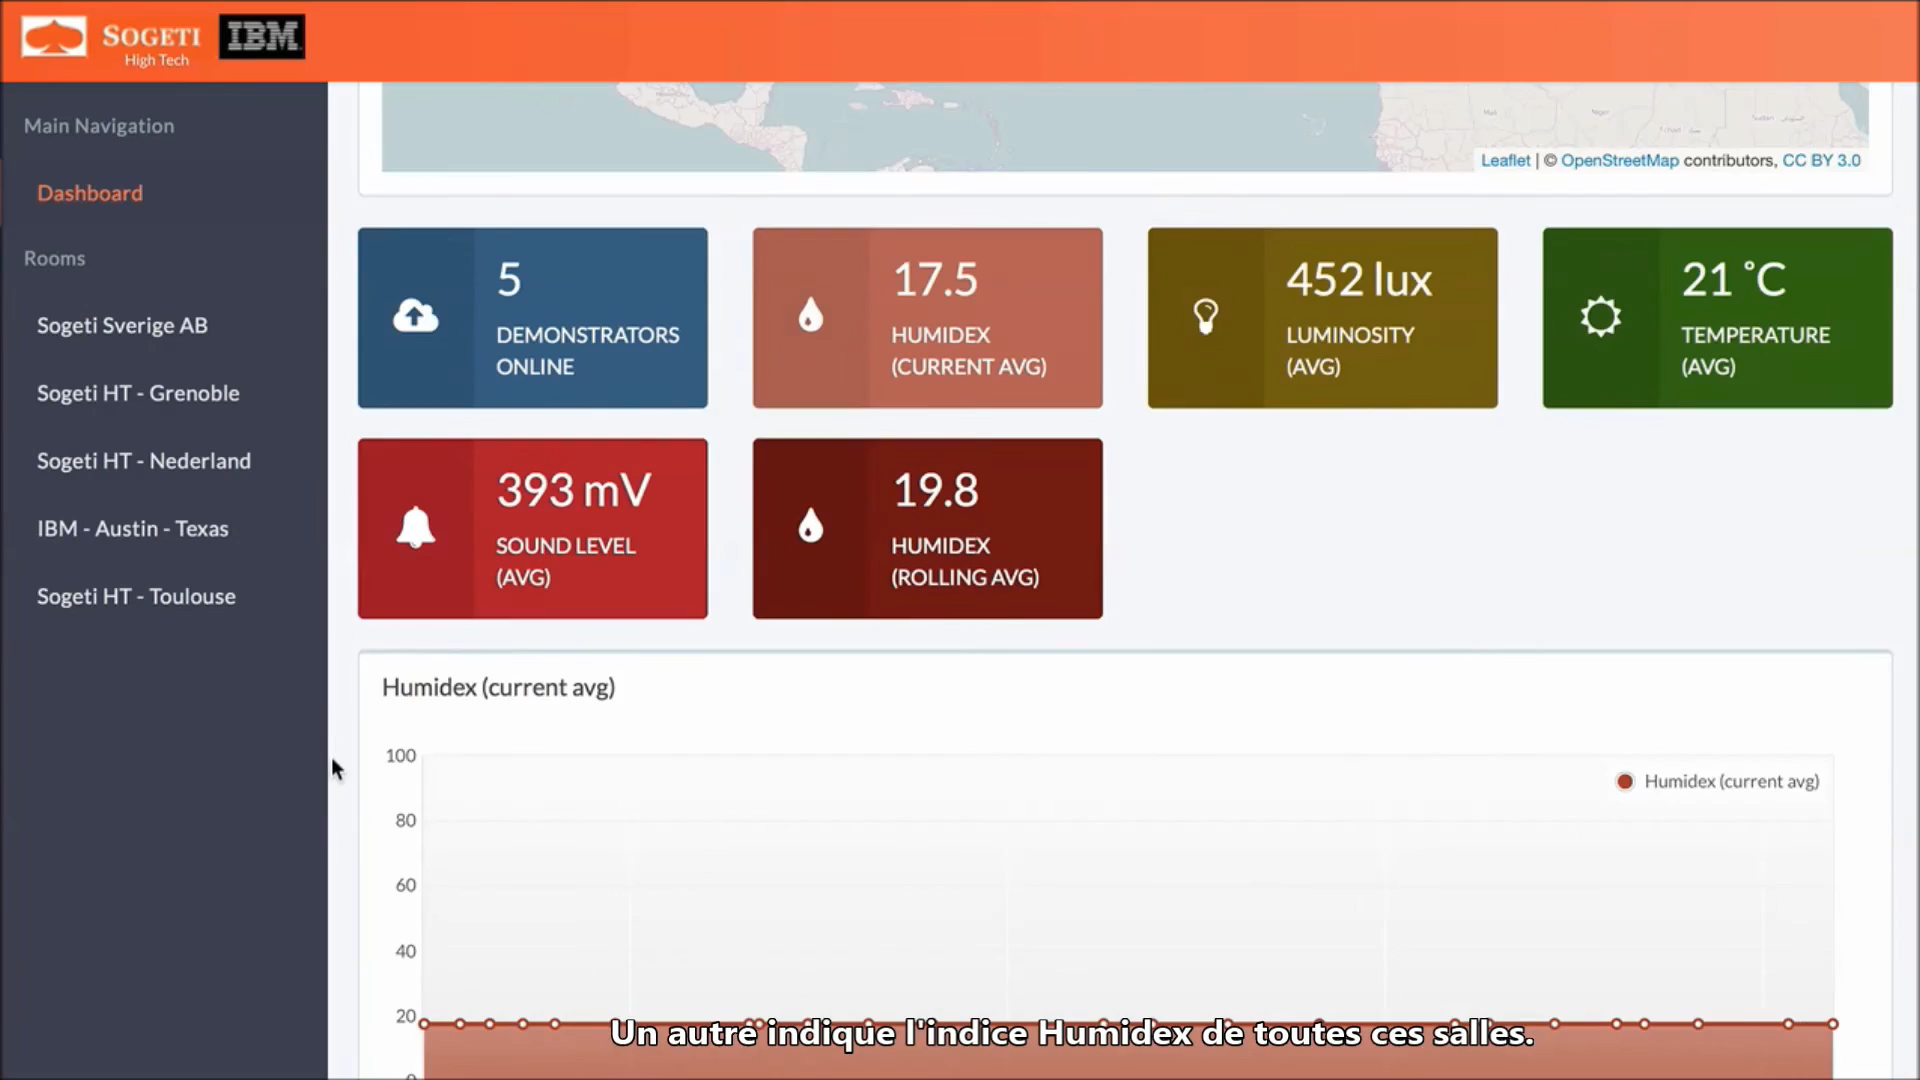 SOGETI
High Tech
IBM
Main Navigation
Dashboard
Rooms
Sogeti Sverige AB
Sogeti HT - Grenoble
Sogeti HT - Nederland
IBM - Austin - Texas
Sogeti HT - Toulouse
Mali
Niger
Leaflet | © OpenStreetMap contributors, CC BY 3.0
5
DEMONSTRATORS
ONLINE
17.5
HUMIDEX
(CURRENT AVG)
452 lux
LUMINOSITY
(AVG)
21 °C
TEMPERATURE
(AVG)
393 mV
SOUND LEVEL
(AVG)
19.8
HUMIDEX
(ROLLING AVG)
Humidex (current avg)
100
Humidex (current avg)
80
60
40
20
Un autre indique l'indice Humidex de toutes ces salles.